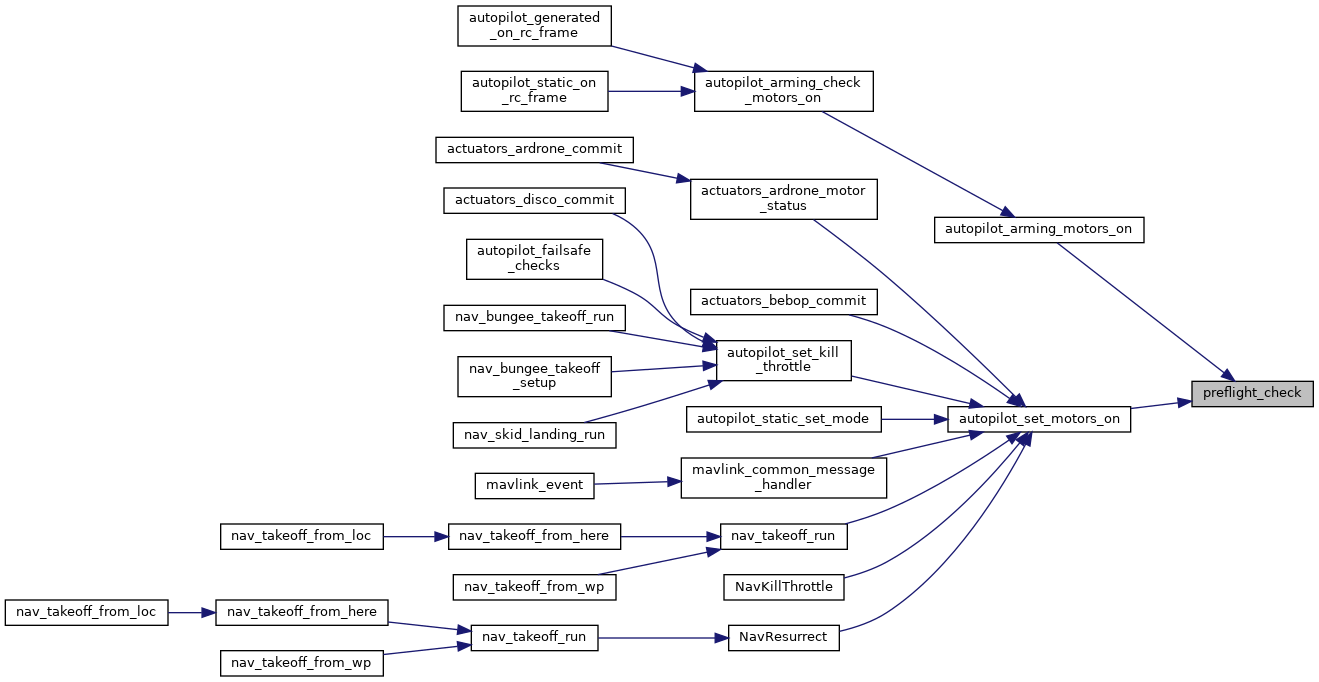 autopilot_generated
_on_rc_frame
autopilot_static_on
_rc_frame
autopilot_arming_check
_motors_on
actuators_ardrone_commit
actuators_ardrone_motor
_status
actuators_disco_commit
autopilot_arming_motors_on
autopilot_failsafe
_checks
actuators_bebop_commit
nav_bungee_takeoff_run
autopilot_set_kill
_throttle
nav_bungee_takeoff
_setup
preflight_check
autopilot_static_set_mode
autopilot_set_motors_on
nav_skid_landing_run
mavlink_common_message
_handler
mavlink_event
nav_takeoff_from_loc
nav_takeoff_from_here
nav_takeoff_run
nav_takeoff_from_wp
NavKillThrottle
nav_takeoff_from_loc
nav_takeoff_from_here
nav_takeoff_run
NavResurrect
nav_takeoff_from_wp